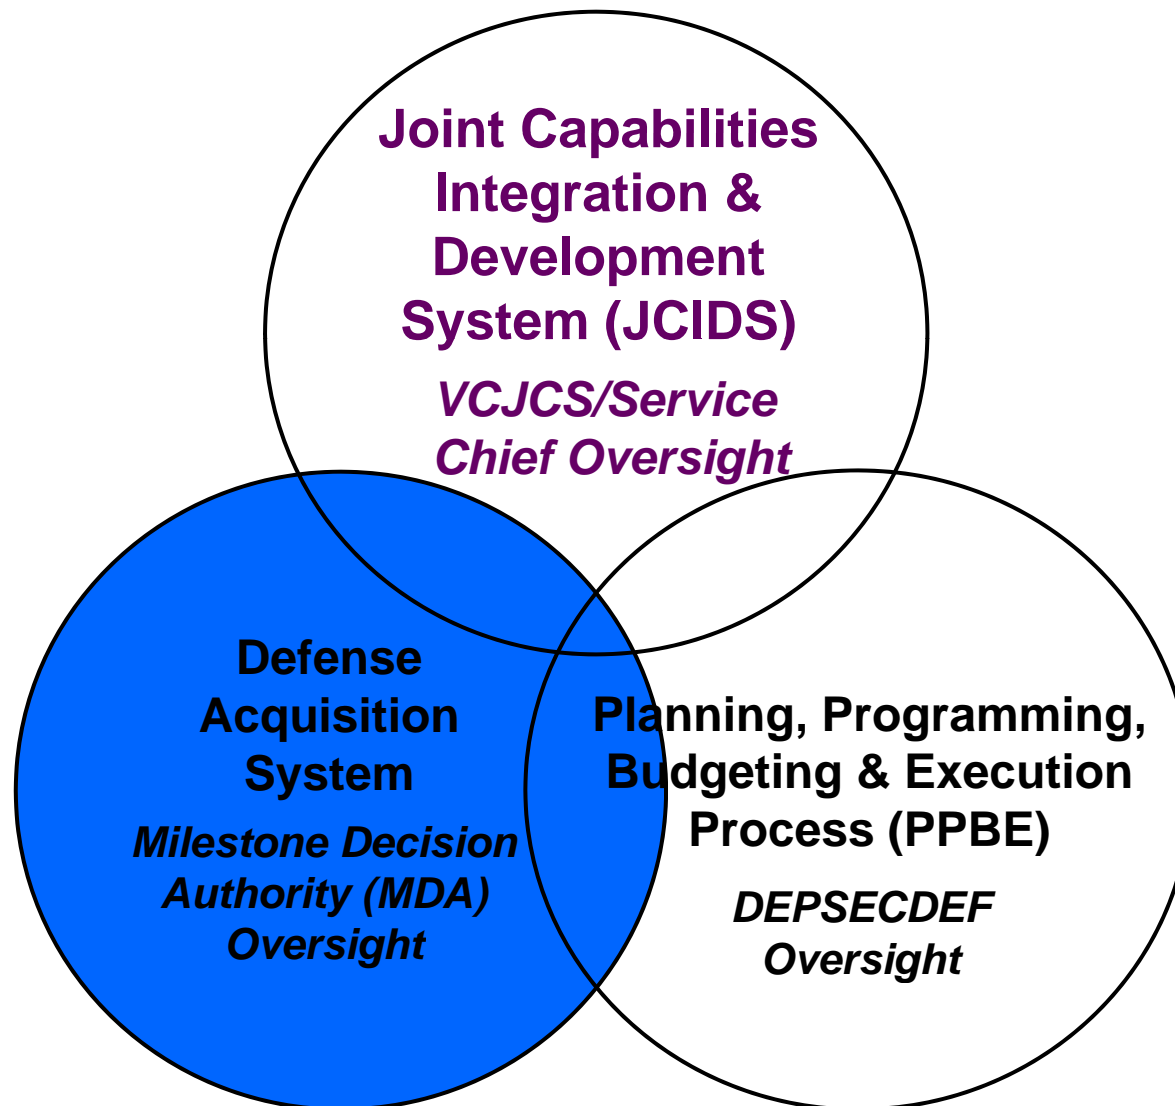 Joint Capabilities
Integration &
Development
System (JCIDS)
VCJCS/Service
Chief Oversight
Defense
Acquisition
System
Milestone Decision
Authority (MDA)
Oversight
Planning, Programming,
Budgeting & Execution
Process (PPBE)
DEPSECDEF
Oversight